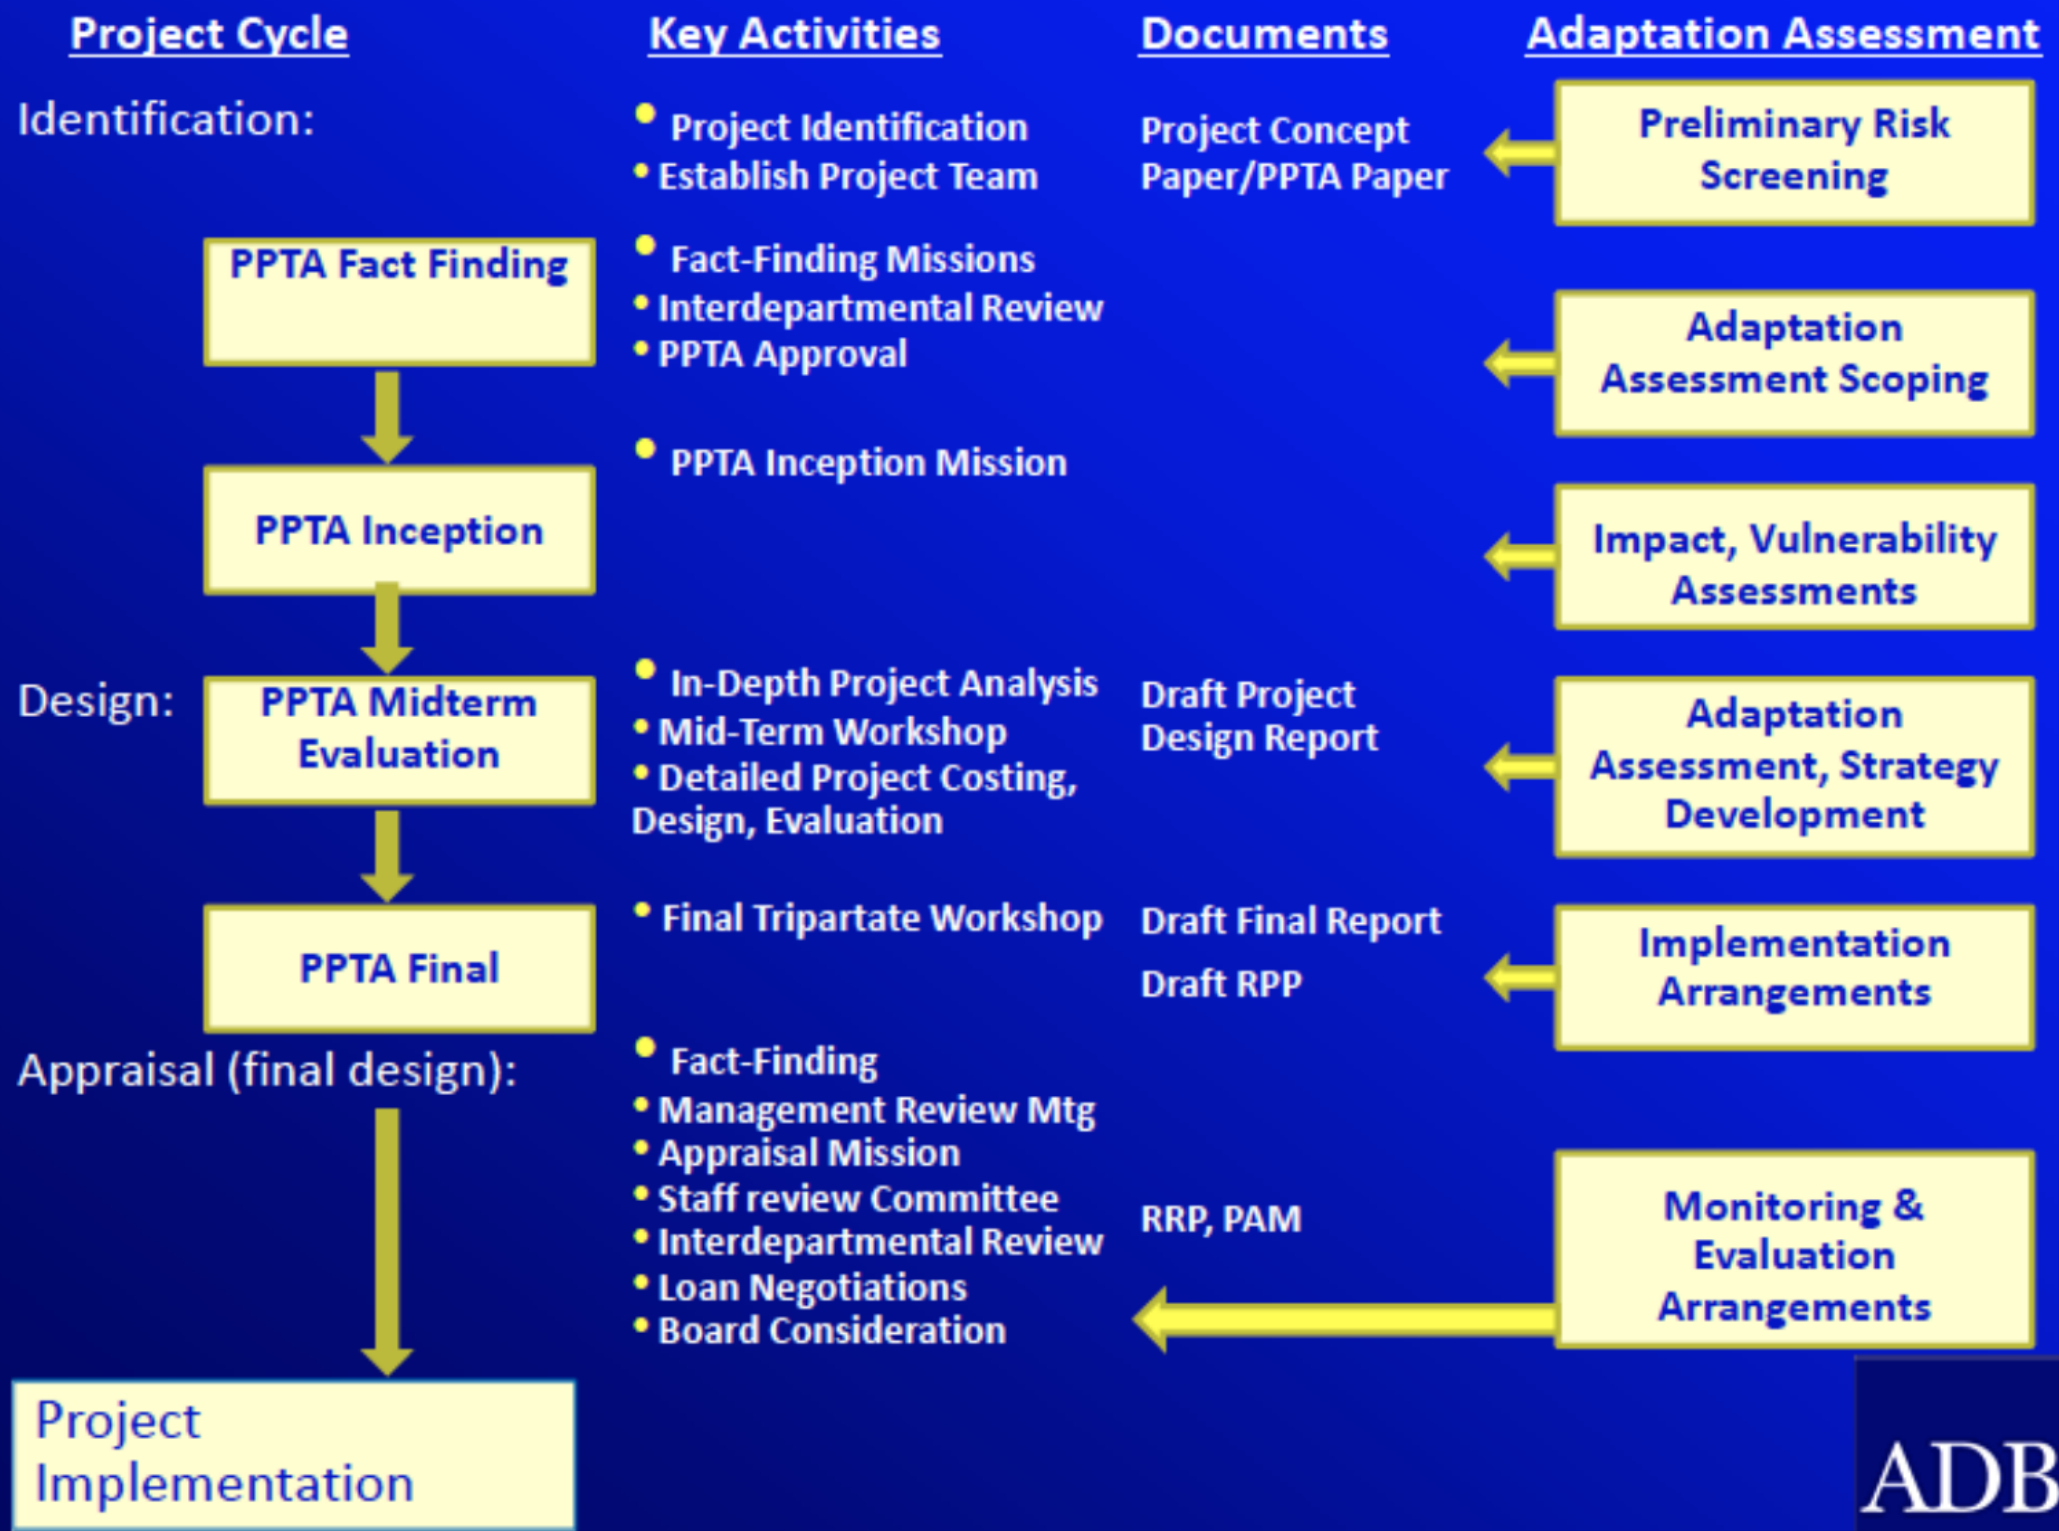 Project Cycle
Key Activities
Documents
Adaptation Assessment
Identification:
• Project Identification
• Establish Project Team
Project Concept
Paper/PPTA Paper
Preliminary Risk
Screening
PPTA Fact Finding
• Fact-Finding Missions
• Interdepartmental Review
• PPTA Approval
Adaptation
Assessment Scoping
PPTA Inception
• PPTA Inception Mission
Impact, Vulnerability
Assessments
Design:
PPTA Midterm
Evaluation
• In-Depth Project Analysis
• Mid-Term Workshop
• Detailed Project Costing,
Design, Evaluation
Draft Project
Design Report
Adaptation
Assessment, Strategy
Development
PPTA Final
• Final Tripartate Workshop
Draft Final Report
Draft RPP
Implementation
Arrangements
Appraisal (final design):
• Fact-Finding
• Management Review Mtg
• Appraisal Mission
• Staff review Committee
• Interdepartmental Review
• Loan Negotiations
• Board Consideration
RRP, PAM
Monitoring &
Evaluation
Arrangements
Project
Implementation
ADB